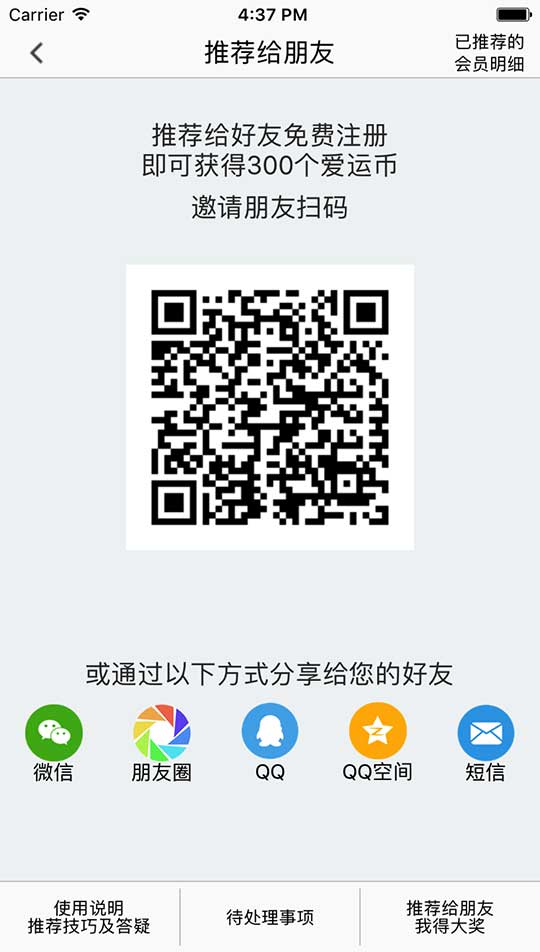 Carrier
4:37 PM
推荐给朋友
已推荐的
会员明细
推荐给好友免费注册
即可获得300个爱运币
邀请朋友扫码
或通过以下方式分享给您的好友
微信
朋友圈
QQ
QQ空间
短信
使用说明
推荐技巧及答疑
待处理事项
推荐给朋友
我得大奖